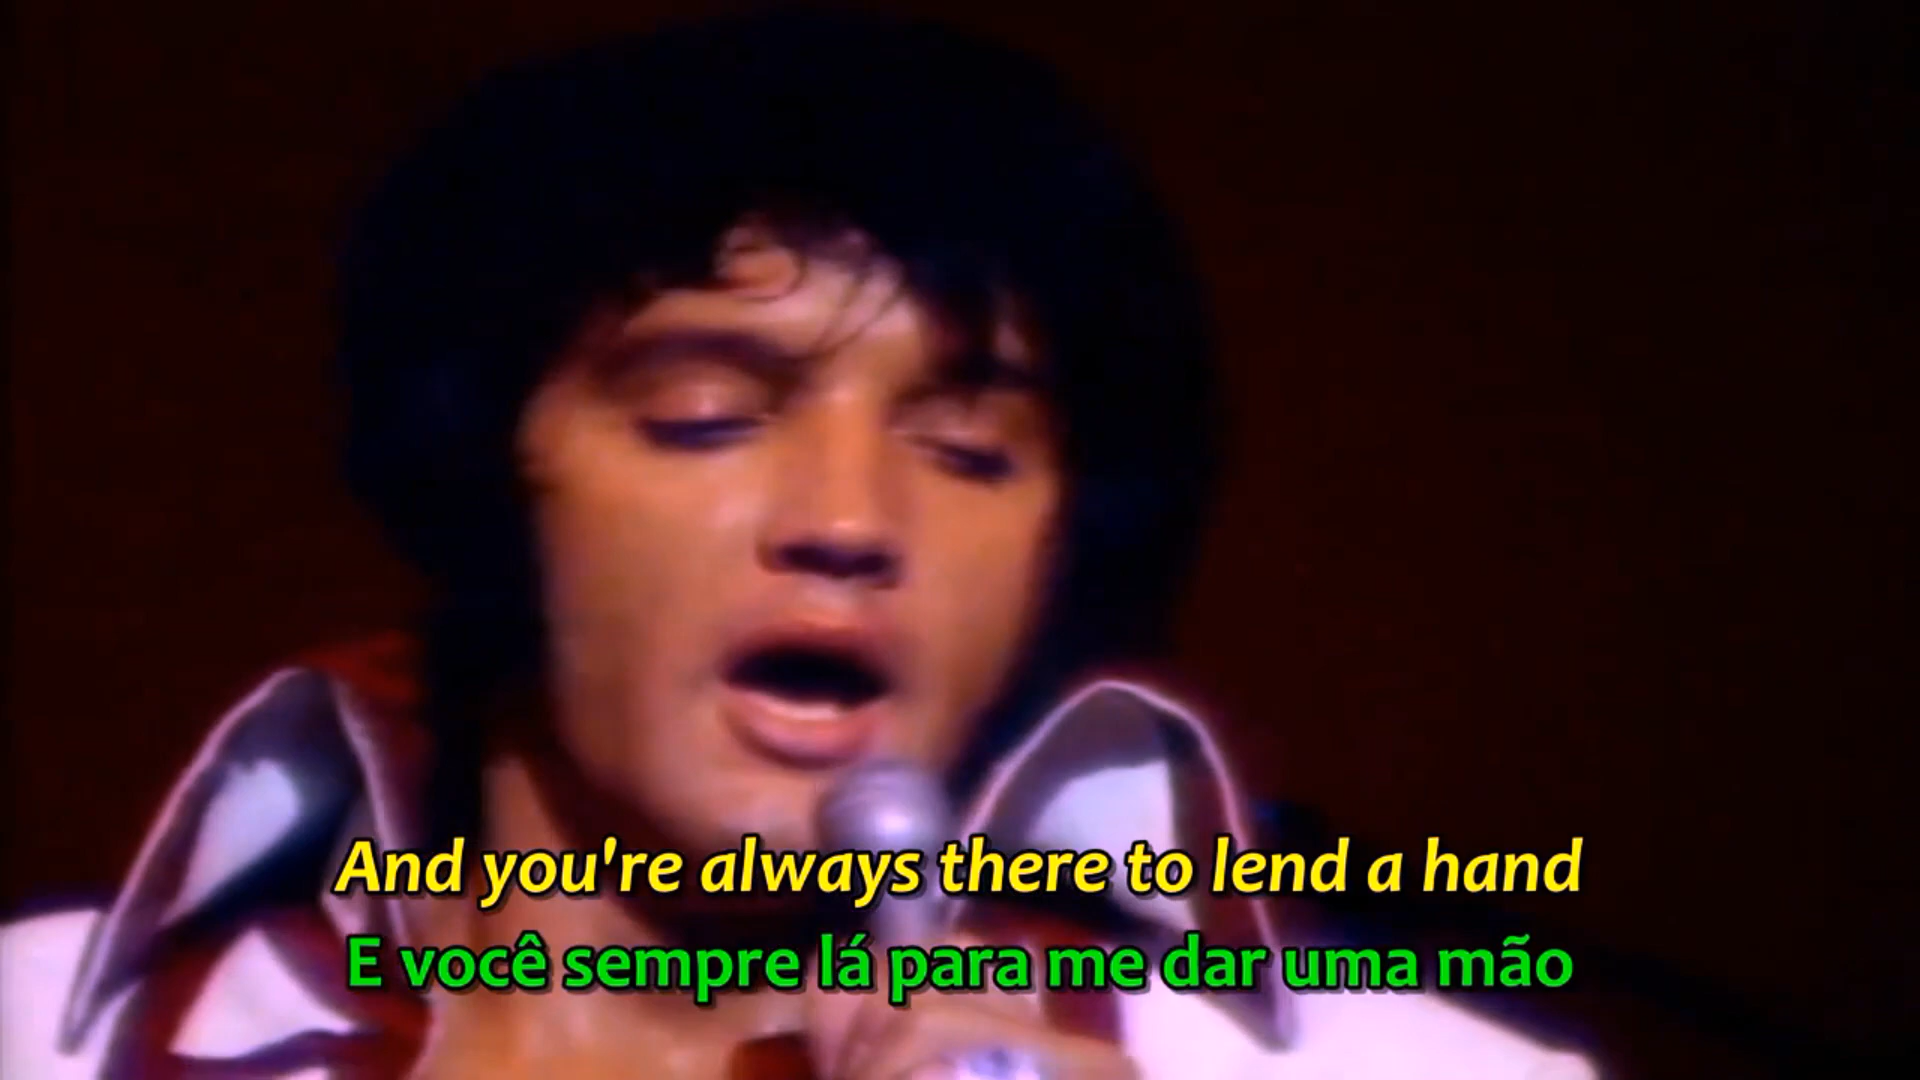 And you're always there to lend a hand
E você sempre lá para me dar uma mão